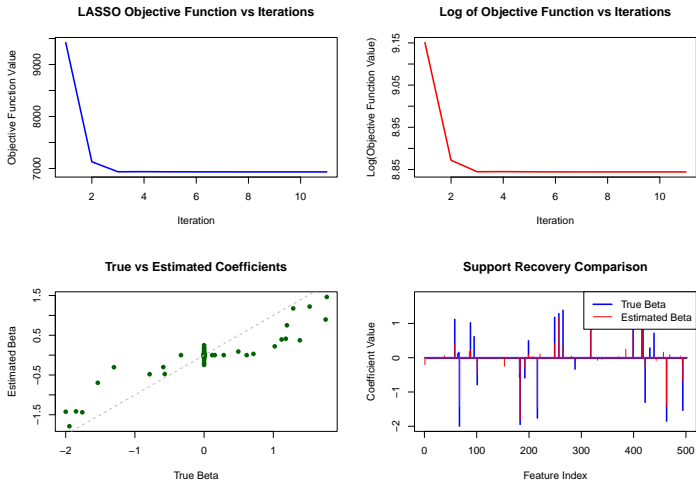 LASSO Objective Function vs Iterations
Objective Function Value
7000
8000
9000
2 4 6 8 10
Iteration
Log of Objective Function vs Iterations
Log(Objective Function Value)
8.85
8.95
9.05
9.15
2 4 6 8 10
Iteration
True vs Estimated Coefficients
Estimated Beta
−1.5
−0.5
0.5
1.5
−2 −1 0 1
True Beta
Support Recovery Comparison
Coefficient Value
−2
−1
0
1
True Beta
Estimated Beta
0 100 200 300 400 500
Feature Index